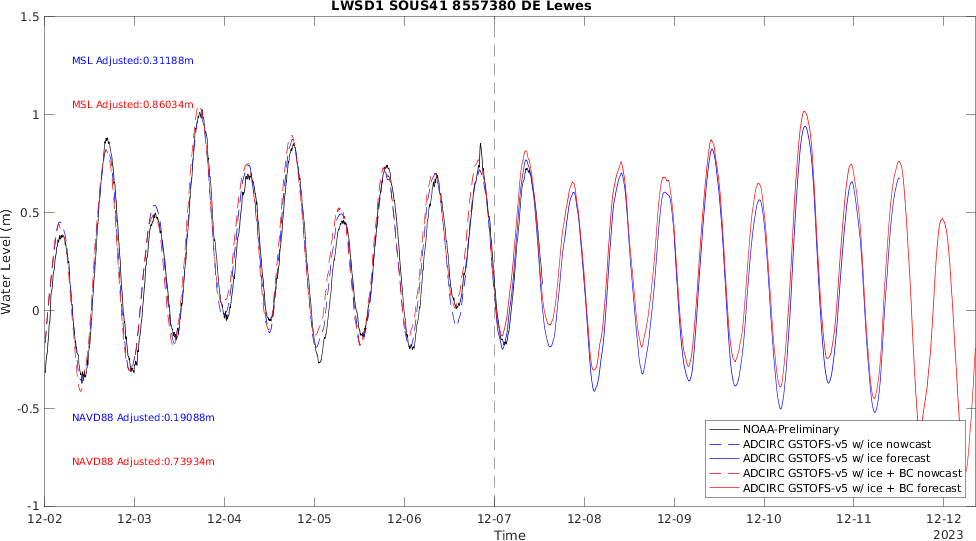 LWSD1 SOUS41 8557380 DE Lewes
1.5
MSL Adjusted:0.31188m
MSL Adjusted:0.86034m
1
0.5
Water Level (m)
0
-0.5
NAVD88 Adjusted:0.19088m
NAVD88 Adjusted:0.73934m
NOAA-Preliminary
ADCIRC GSTOFS-v5 w/ ice nowcast
ADCIRC GSTOFS-v5 w/ ice forecast
ADCIRC GSTOFS-v5 w/ ice + BC nowcast
ADCIRC GSTOFS-v5 w/ ice + BC forecast
-1
12-02 12-03 12-04 12-05 12-06 12-07 12-08 12-09 12-10 12-11 12-12
2023
Time